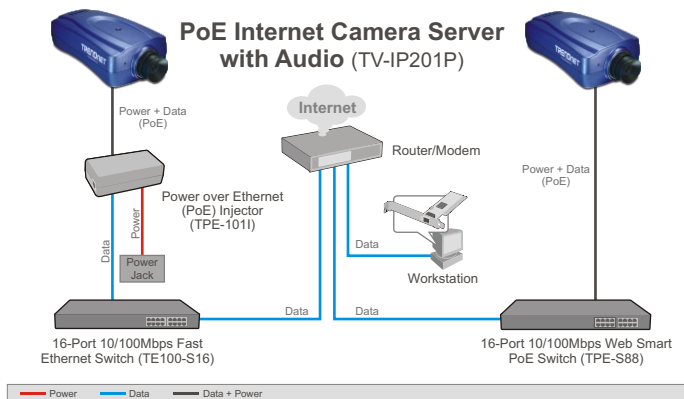 PoE Internet Camera Server
with Audio (TV-IP201P)
TRENDNET
TRENDNET
Power + Data
(PoE)
Internet
Router/Modem
Power + Data
(PoE)
Power over Ethernet
(PoE) Injector
(TPE-101I)
Data
Power
Power
Jack
Data
Workstation
Data
Data
16-Port 10/100Mbps Fast
Ethernet Switch (TE100-S16)
16-Port 10/100Mbps Web Smart
PoE Switch (TPE-S88)
Power
Data
Data + Power